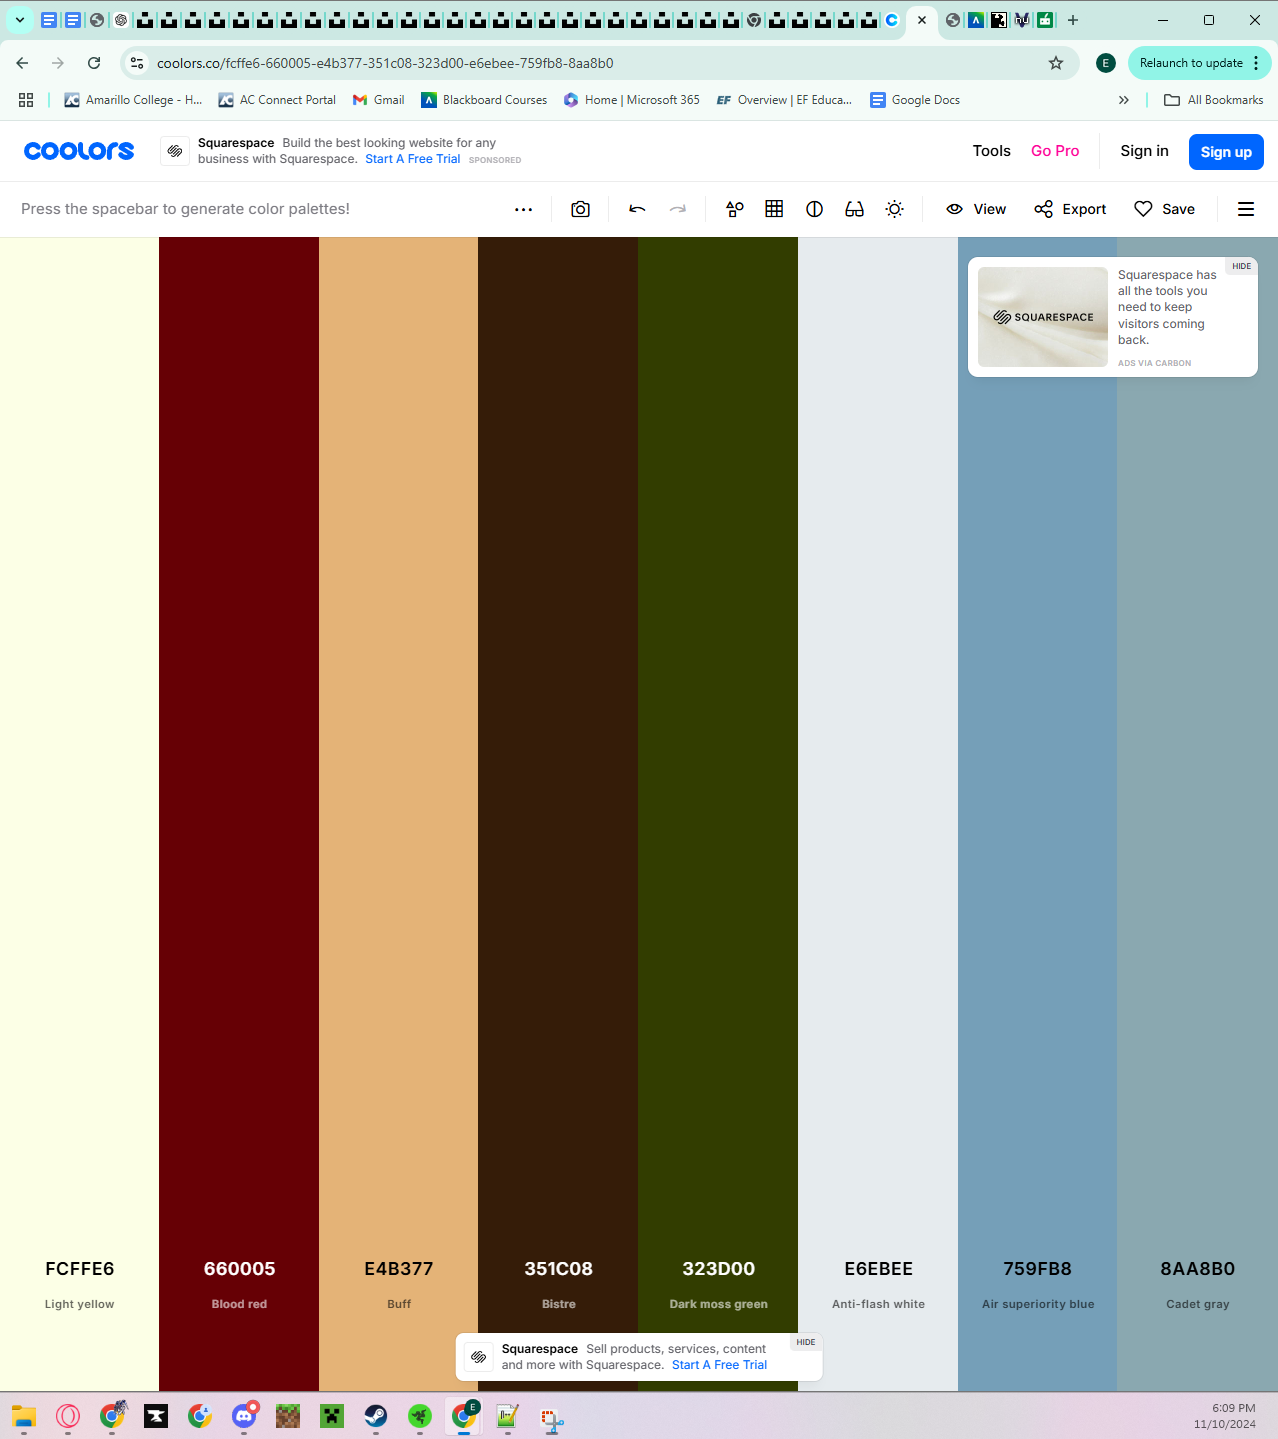 coolors.co/fcffe6-660005-e4b377-351c08-323d00-e6ebee-759fb8-8aa8b0
E
Relaunch to update
Amarillo College - H...
AC Connect Portal
Gmail
Blackboard Courses
Home | Microsoft 365
EF Overview | EF Educa...
Google Docs
All Bookmarks
coolors
Squarespace Build the best looking website for any
business with Squarespace. Start A Free Trial SPONSORED
Tools
Go Pro
Sign in
Sign up
Press the spacebar to generate color palettes!
View
Export
Save
HIDE
SQUARESPACE
Squarespace has
all the tools you
need to keep
visitors coming
back.
ADS VIA CARBON
FCFFE6
Light yellow
660005
Blood red
E4B377
Buff
351C08
Bistre
323D00
Dark moss green
E6EBEE
Anti-flash white
759FB8
Air superiority blue
8AA8B0
Cadet gray
HIDE
Squarespace Sell products, services, content
and more with Squarespace. Start A Free Trial
E
6:09 PM
11/10/2024